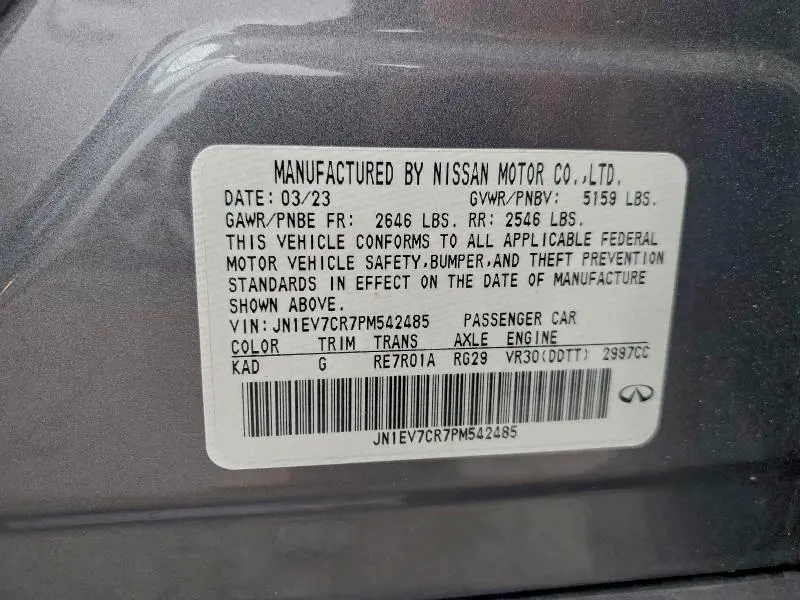 MANUFACTURED BY NISSAN MOTOR CO.,LTD.
DATE: 03/23 GVWR/PNBV: 5159 LBS.
GAWR/PNBE FR: 2646 LBS. RR: 2546 LBS.
THIS VEHICLE CONFORMS TO ALL APPLICABLE FEDERAL
MOTOR VEHICLE SAFETY,BUMPER,AND THEFT PREVENTION
STANDARDS IN EFFECT ON THE DATE OF MANUFACTURE
SHOWN ABOVE.
VIN:JN1EV7CR7PM542485 PASSENGER CAR
COLOR TRIM TRANS AXLE ENGINE
KAD G RE7R01A RG29 VR30(DDTT) 2997CC
JN1EV7CR7PM542485